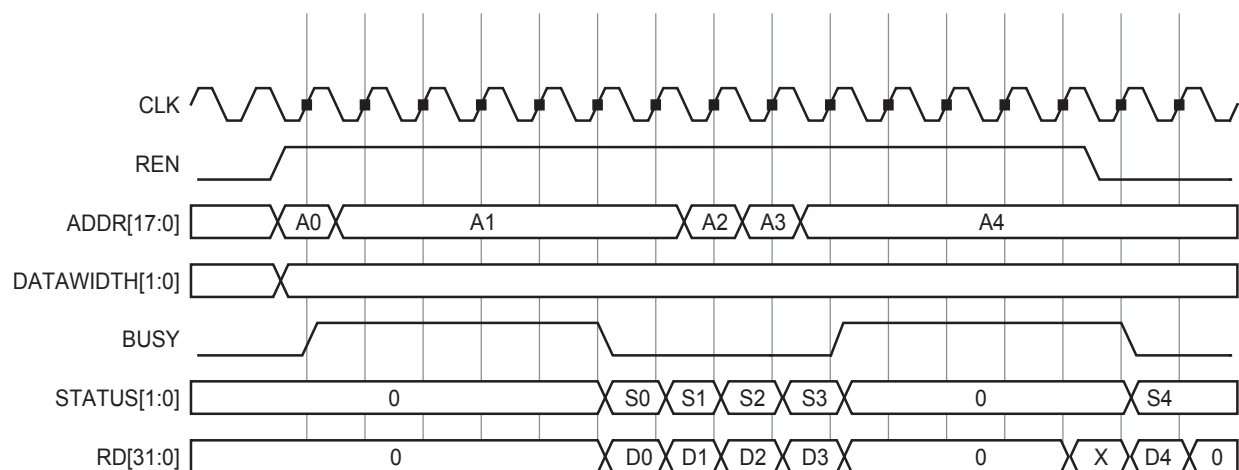 CLK
REN
ADDR[17:0] A0 A1 A2 A3 A4
DATAWIDTH[1:0]
BUSY
STATUS[1:0] 0 S0 S1 S2 S3 0 S4
RD[31:0] 0 D0 D1 D2 D3 0 X D4 0